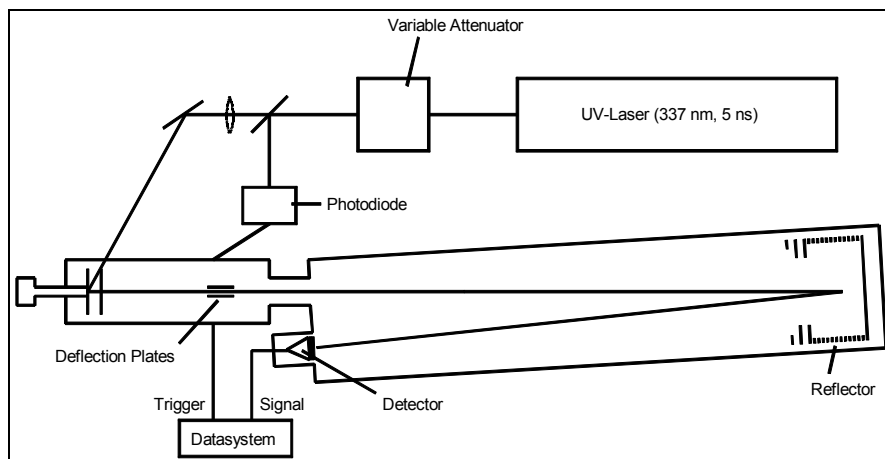 Variable Attenuator
UV-Laser (337 nm, 5 ns)
Photodiode
Deflection Plates
Reflector
Trigger
Signal
Detector
Datasystem